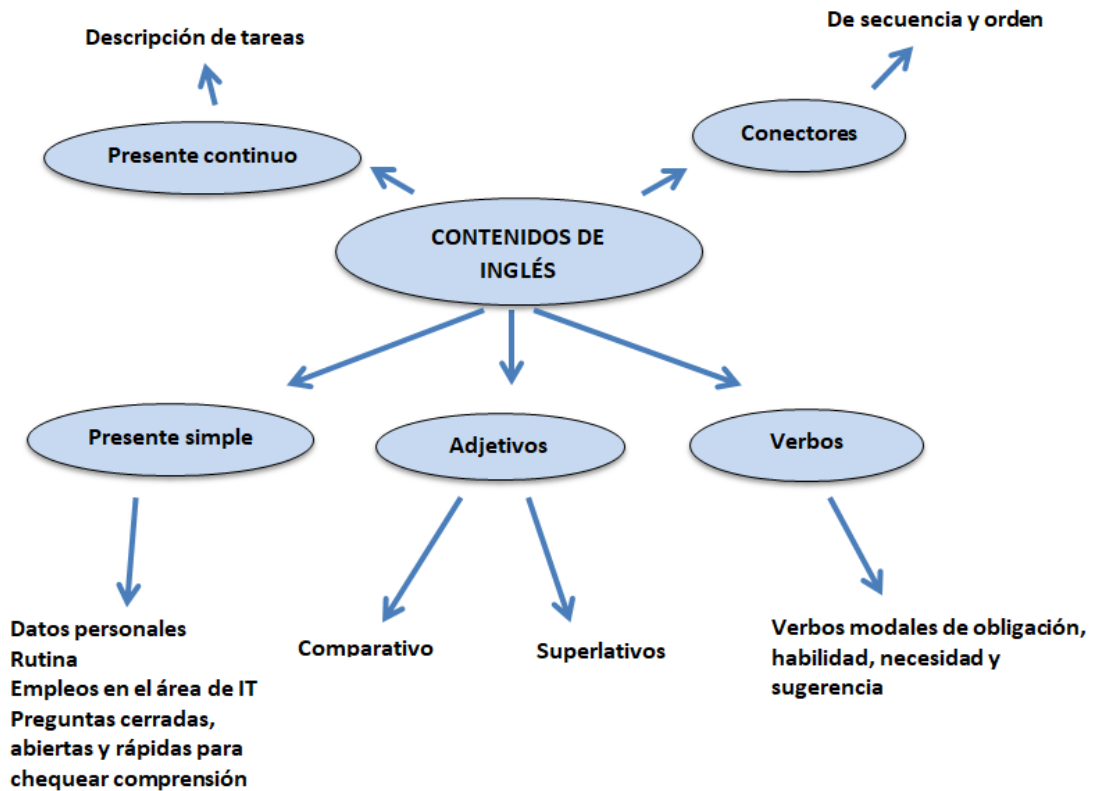 De secuencia y orden
Descripción de tareas
Conectores
Presente continuo
CONTENIDOS DE
INGLÉS
Presente simple
Adjetivos
Verbos
Datos personales
Rutina
Empleos en el área de IT
Preguntas cerradas,
abiertas y rápidas para
chequear comprensión
Comparativo
Superlativos
Verbos modales de obligación,
habilidad, necesidad y
sugerencia